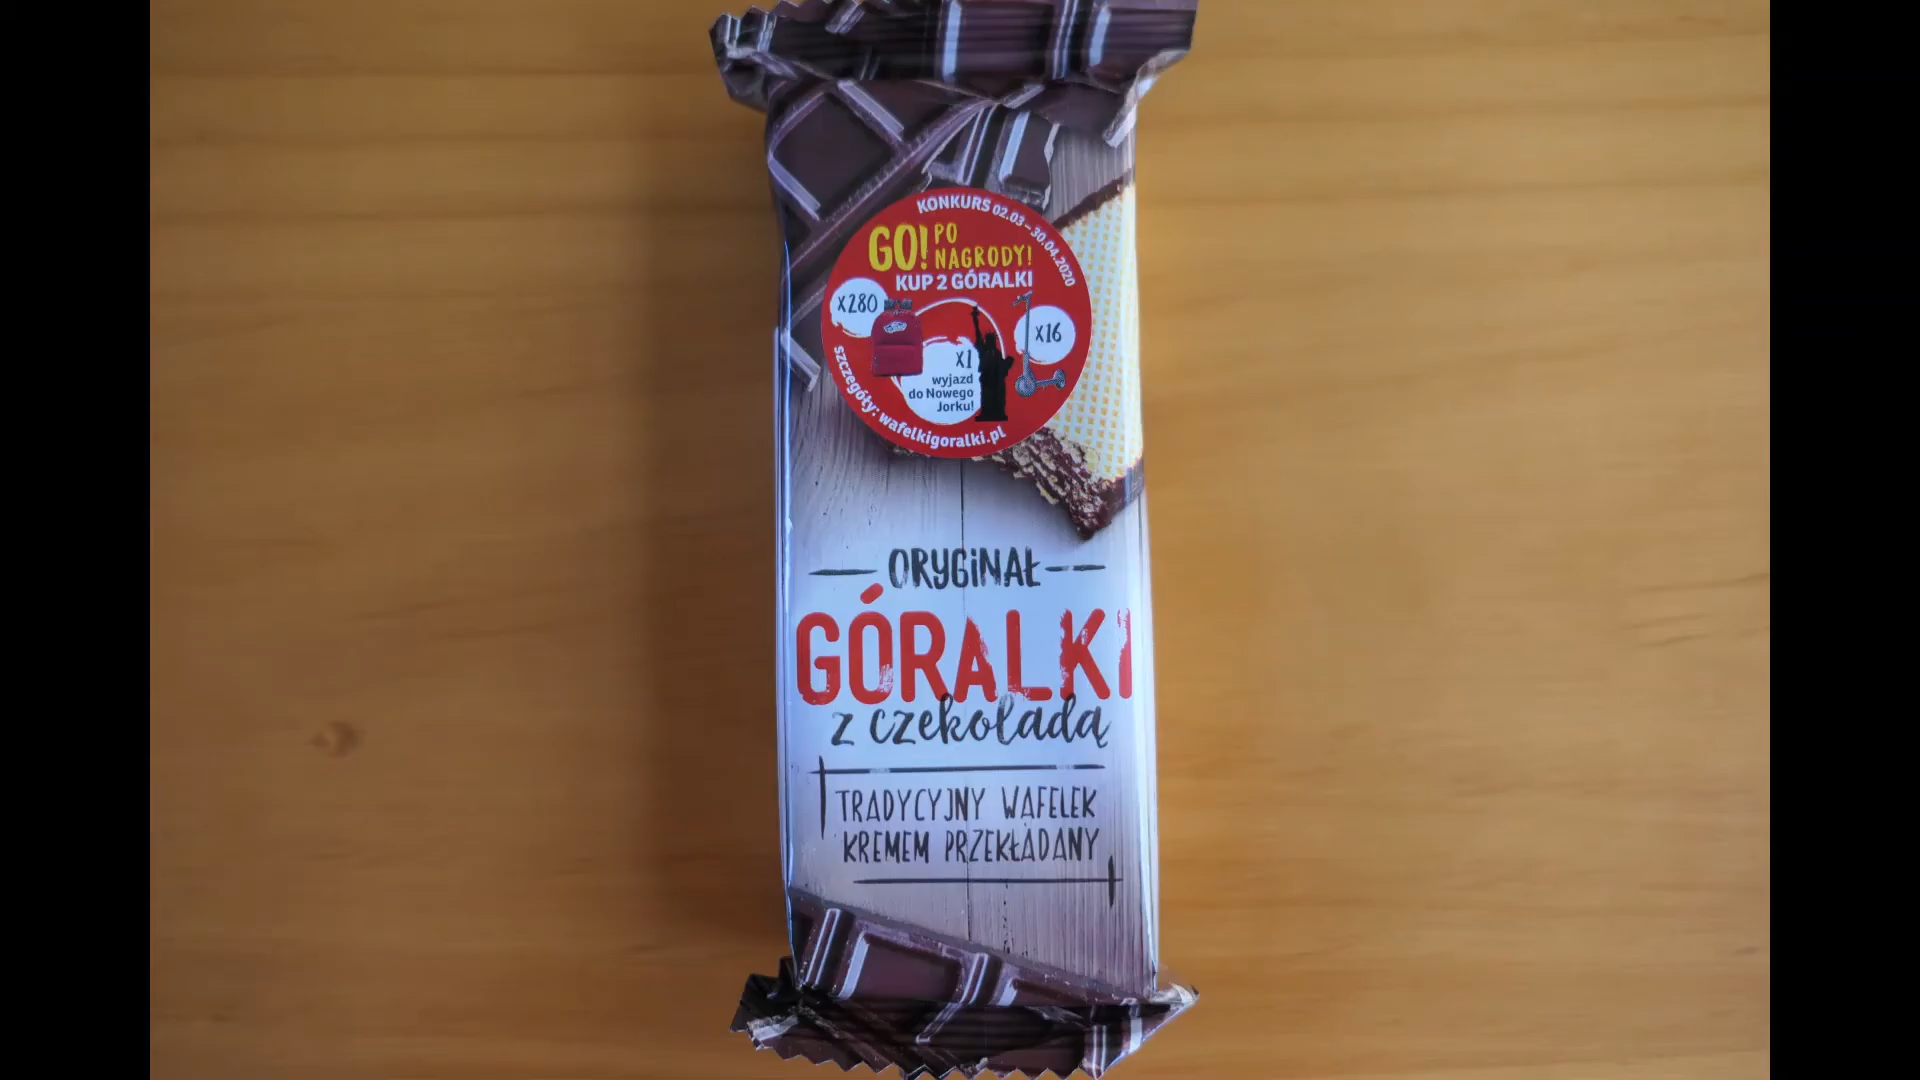 KONKURS 02.03-30.04.2020
GO! PO NAGRODY!
KUP 2 GÓRALKI
X280
X16
X1
wyjazd
do Nowego
Jorku!
szczegóły: wafelkigoralki.pl
ORYGiNAŁ
GÓRALKI
z czekoladą
TRADYCYJNY WAFELEK
KREMEM PRZEKŁADANY